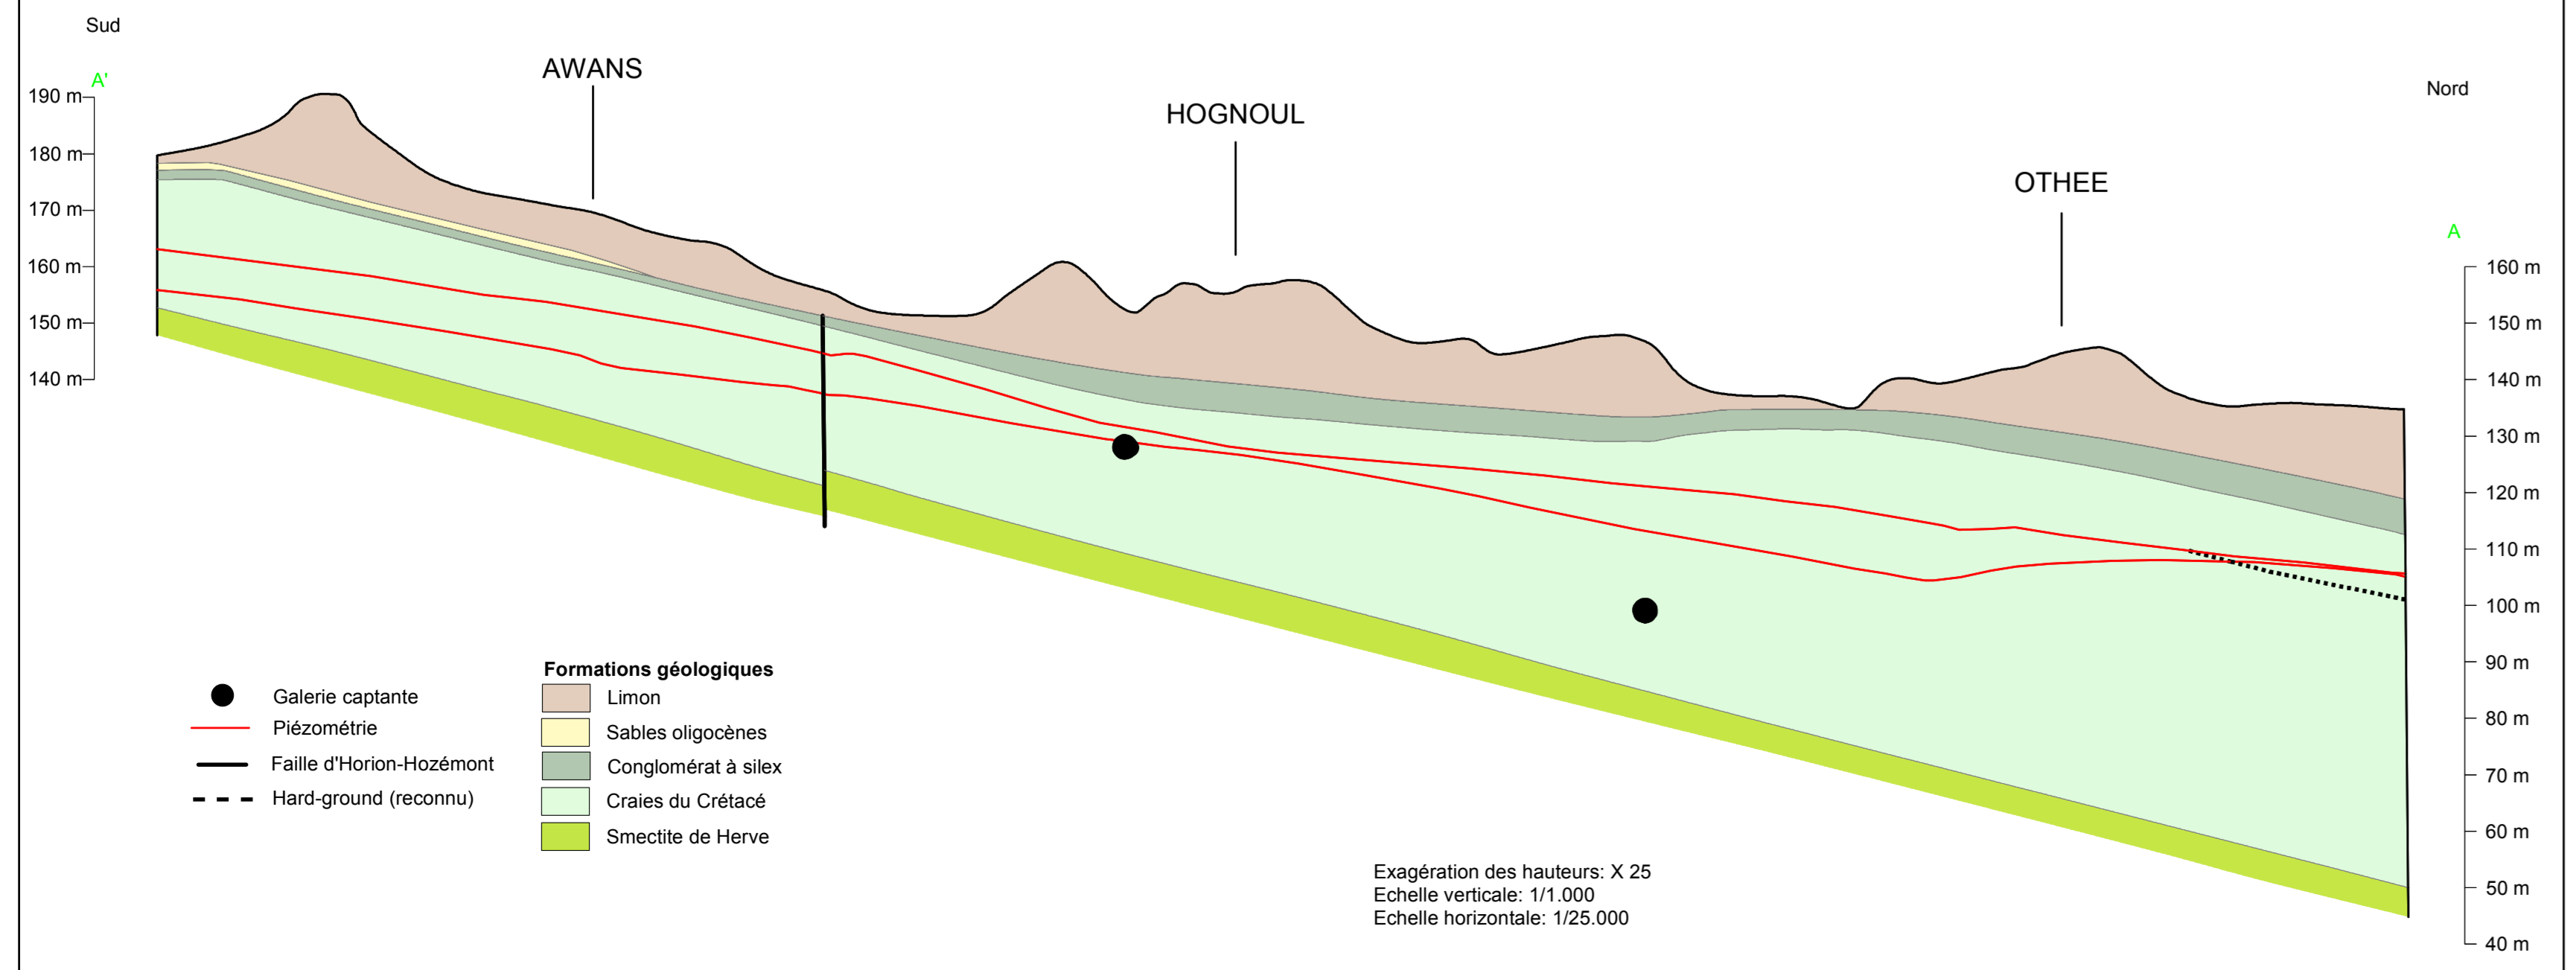 Sud
A'
AWANS
HOGNOUL
OTHEE
Nord
A
190 m
180 m
170 m
160 m
150 m
140 m
160 m
150 m
140 m
130 m
120 m
110 m
100 m
90 m
80 m
70 m
60 m
50 m
40 m
Galerie captante
Piézométrie
Faille d'Horion-Hozémont
Hard-ground (reconnu)
Formations géologiques
Limon
Sables oligocènes
Conglomérat à silex
Craies du Crétacé
Smectite de Herve
Exagération des hauteurs: X 25
Echelle verticale: 1/1.000
Echelle horizontale: 1/25.000